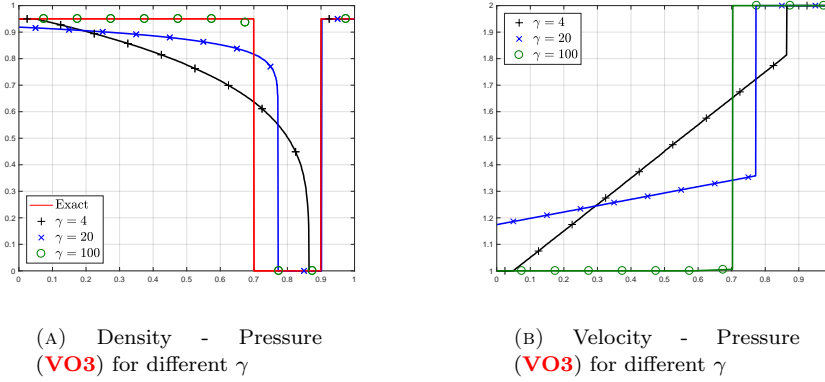 1
0.9
0.8
0.7
0.6
0.5
0.4
0.3
0.2
0.1
0
Exact
γ = 4
γ = 20
γ = 100
0 0.1 0.2 0.3 0.4 0.5 0.6 0.7 0.8 0.9 1
(A) Density - Pressure
(VO3) for different γ
2
1.9
1.8
1.7
1.6
1.5
1.4
1.3
1.2
1.1
1
γ = 4
γ = 20
γ = 100
0 0.1 0.2 0.3 0.4 0.5 0.6 0.7 0.8 0.9
(B) Velocity - Pressure
(VO3) for different γ